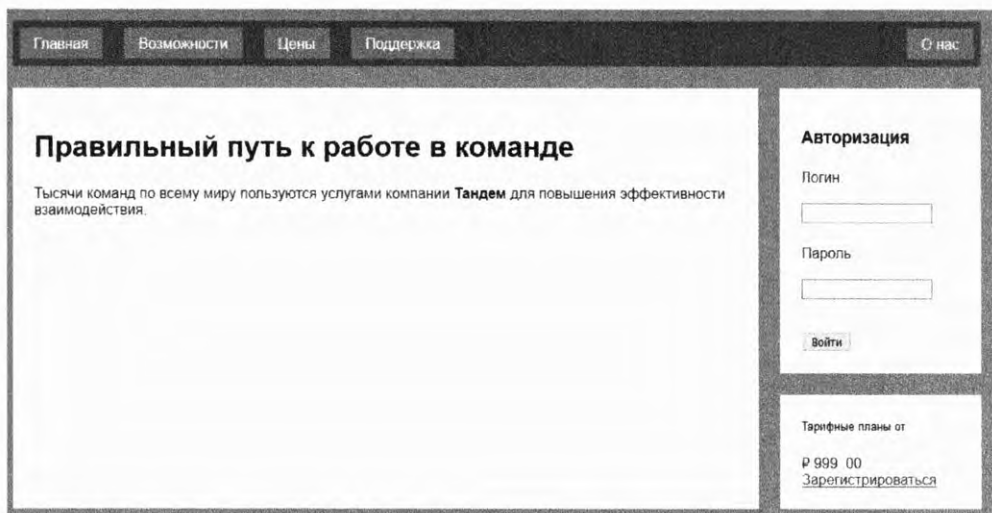 Главная Возможности Цены Поддержка О нас
Правильный путь к работе в команде
Тысячи команд по всему миру пользуются услугами компании Тандем для повышения эффективности
взаимодействия.
Авторизация
Логин
Пароль
Войти
Тарифные планы от
₽ 999 00
Зарегистрироваться